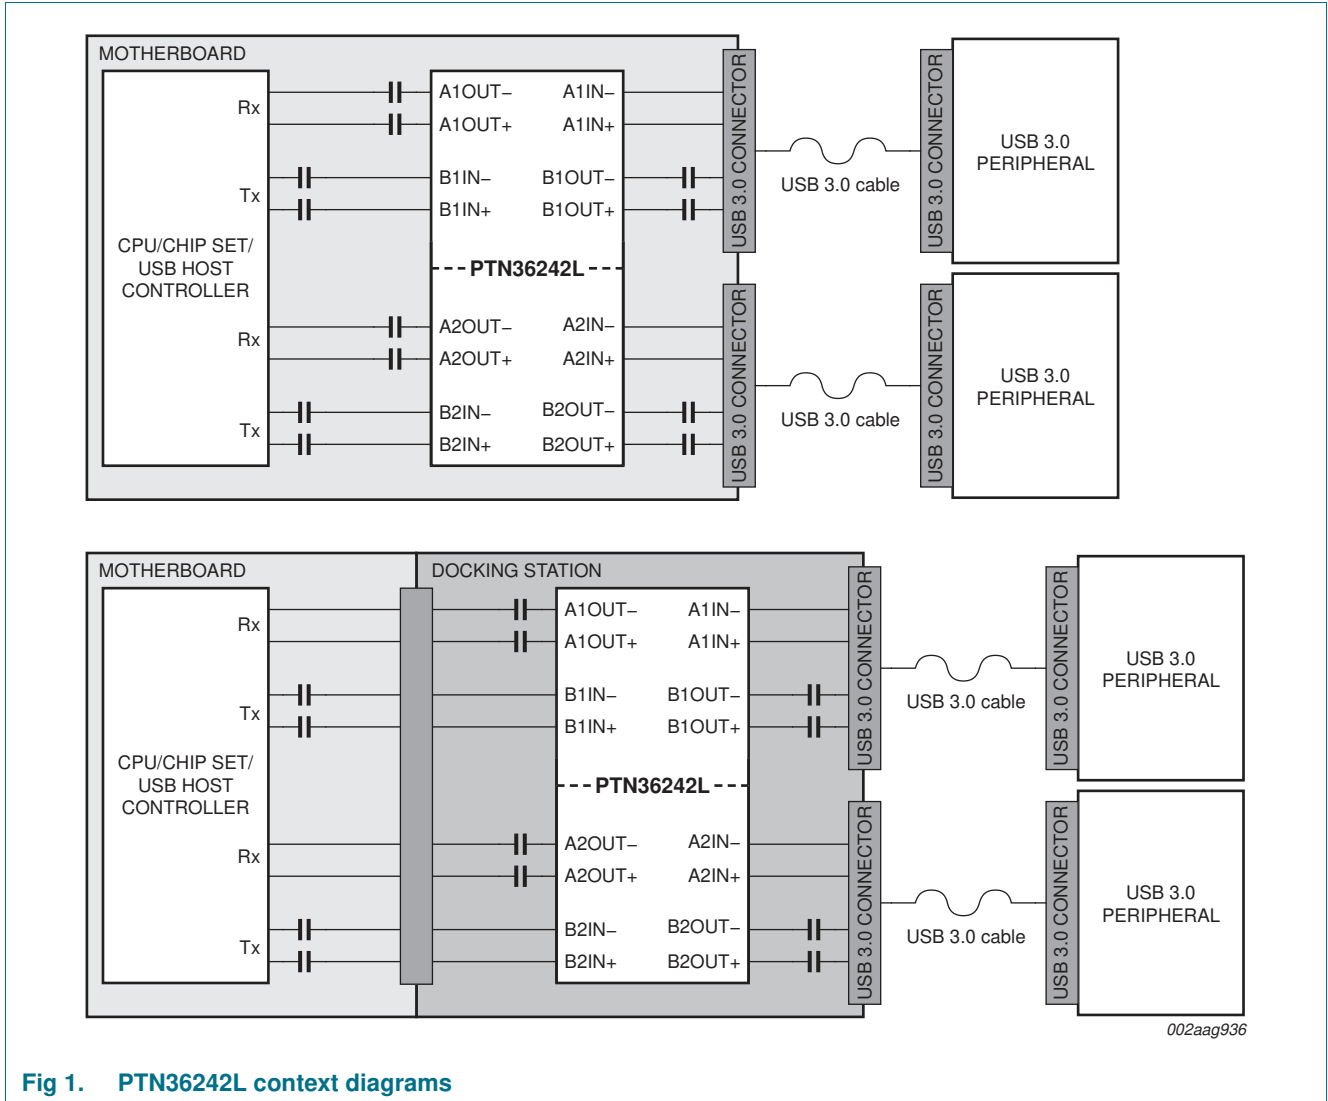 MOTHERBOARD
Rx
Tx
CPU/CHIP SET/
USB HOST
CONTROLLER
Rx
Tx
A1OUT−
A1IN−
A1OUT+
A1IN+
B1IN−
B1OUT−
B1IN+
B1OUT+
PTN36242L
A2OUT−
A2IN−
A2OUT+
A2IN+
B2IN−
B2OUT−
B2IN+
B2OUT+
USB 3.0 CONNECTOR
USB 3.0 cable
USB 3.0 CONNECTOR
USB 3.0
PERIPHERAL
USB 3.0 CONNECTOR
USB 3.0 cable
USB 3.0 CONNECTOR
USB 3.0
PERIPHERAL
MOTHERBOARD
DOCKING STATION
Rx
Tx
CPU/CHIP SET/
USB HOST
CONTROLLER
Rx
Tx
A1OUT−
A1IN−
A1OUT+
A1IN+
B1IN−
B1OUT−
B1IN+
B1OUT+
PTN36242L
A2OUT−
A2IN−
A2OUT+
A2IN+
B2IN−
B2OUT−
B2IN+
B2OUT+
USB 3.0 CONNECTOR
USB 3.0 cable
USB 3.0 CONNECTOR
USB 3.0
PERIPHERAL
USB 3.0 CONNECTOR
USB 3.0 cable
USB 3.0 CONNECTOR
USB 3.0
PERIPHERAL
002aag936
Fig 1. PTN36242L context diagrams